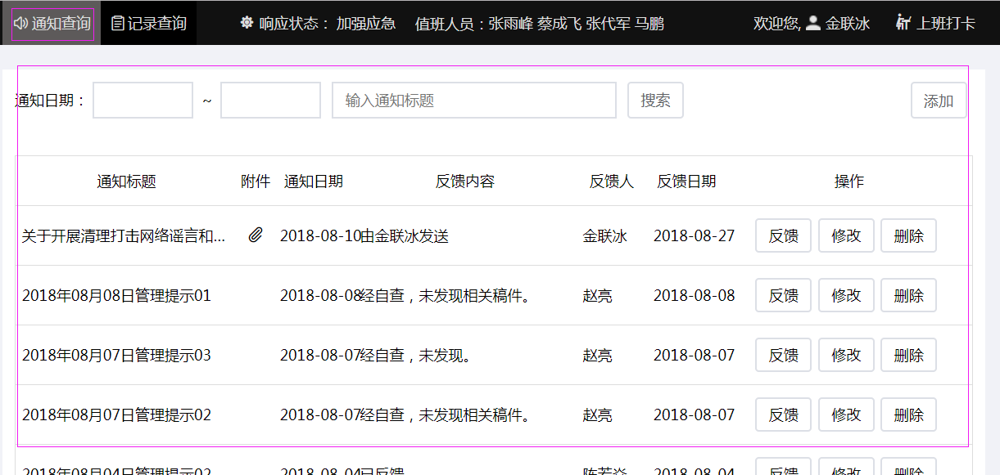 通知查询 记录查询 响应状态： 加强应急 值班人员：张雨峰 蔡成飞 张代军 马鹏 欢迎您, 金联冰 上班打卡
通知日期： ~ 输入通知标题 搜索 添加
通知标题 附件 通知日期 反馈内容 反馈人 反馈日期 操作
关于开展清理打击网络谣言和... 2018-08-10由金联冰发送 金联冰 2018-08-27 反馈 修改 删除
2018年08月08日管理提示01 2018-08-08经自查，未发现相关稿件。 赵亮 2018-08-08 反馈 修改 删除
2018年08月07日管理提示03 2018-08-07经自查，未发现。 赵亮 2018-08-07 反馈 修改 删除
2018年08月07日管理提示02 2018-08-07经自查，未发现相关稿件。 赵亮 2018-08-07 反馈 修改 删除
2018年08月04日管理提示02 2018-08-04已反馈 陈若焱 2018-08-04 反馈 修改 删除